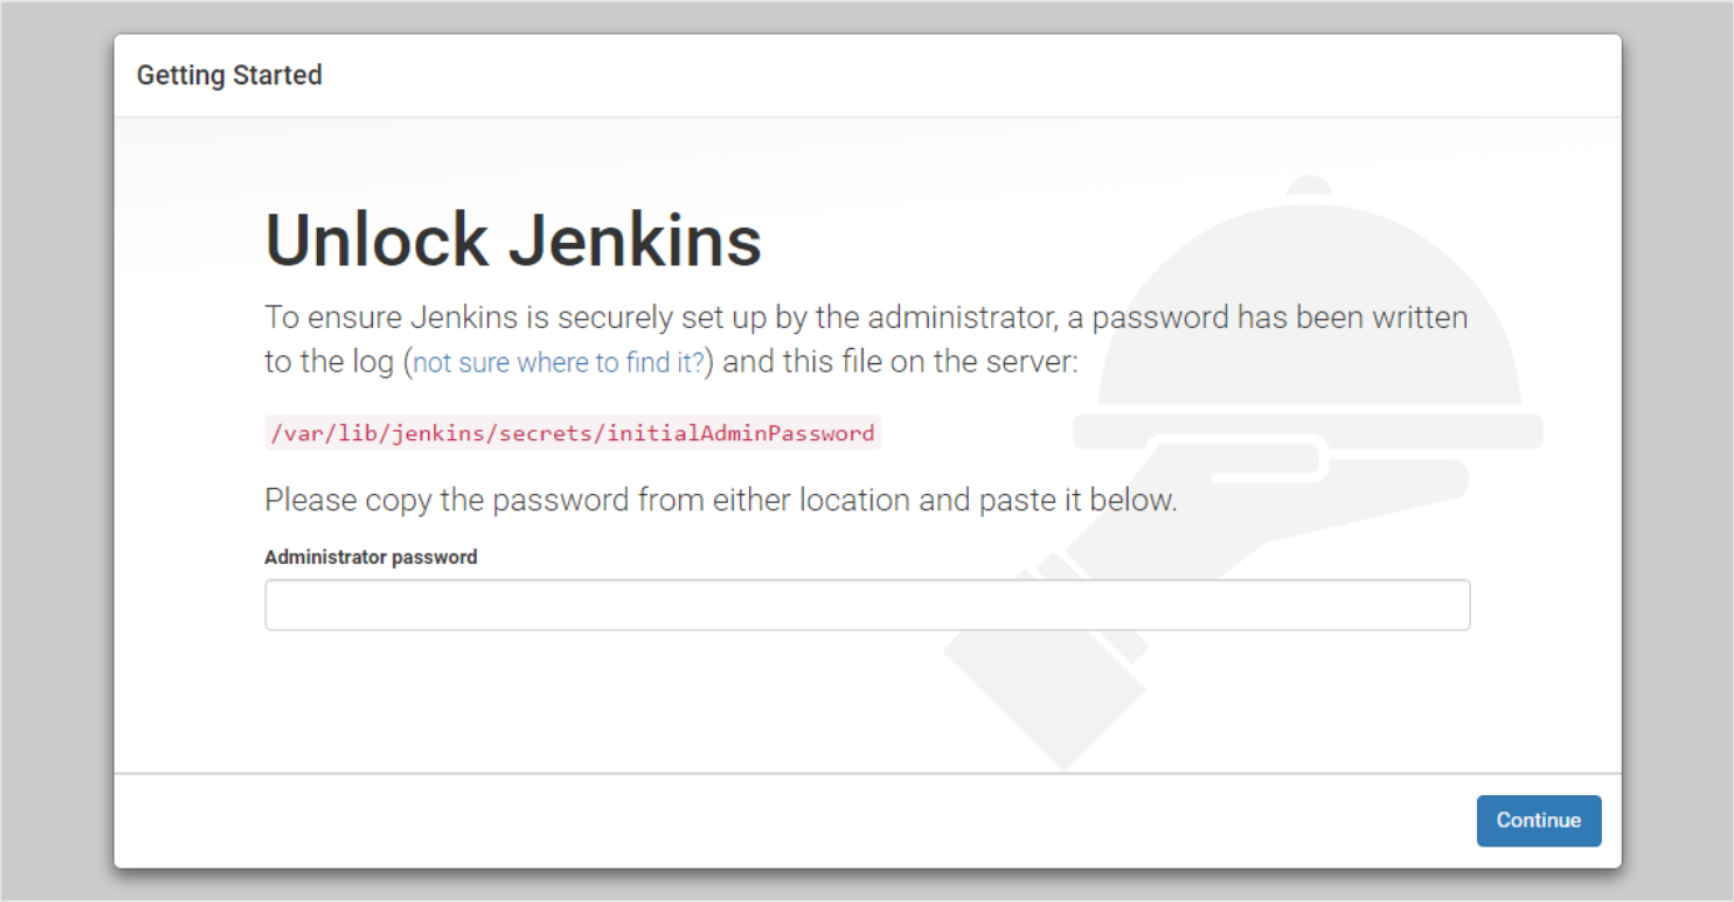 Getting Started
Unlock Jenkins
To ensure Jenkins is securely set up by the administrator, a password has been written
to the log (not sure where to find it?) and this file on the server:
/var/lib/jenkins/secrets/initialAdminPassword
Please copy the password from either location and paste it below.
Administrator password
Continue